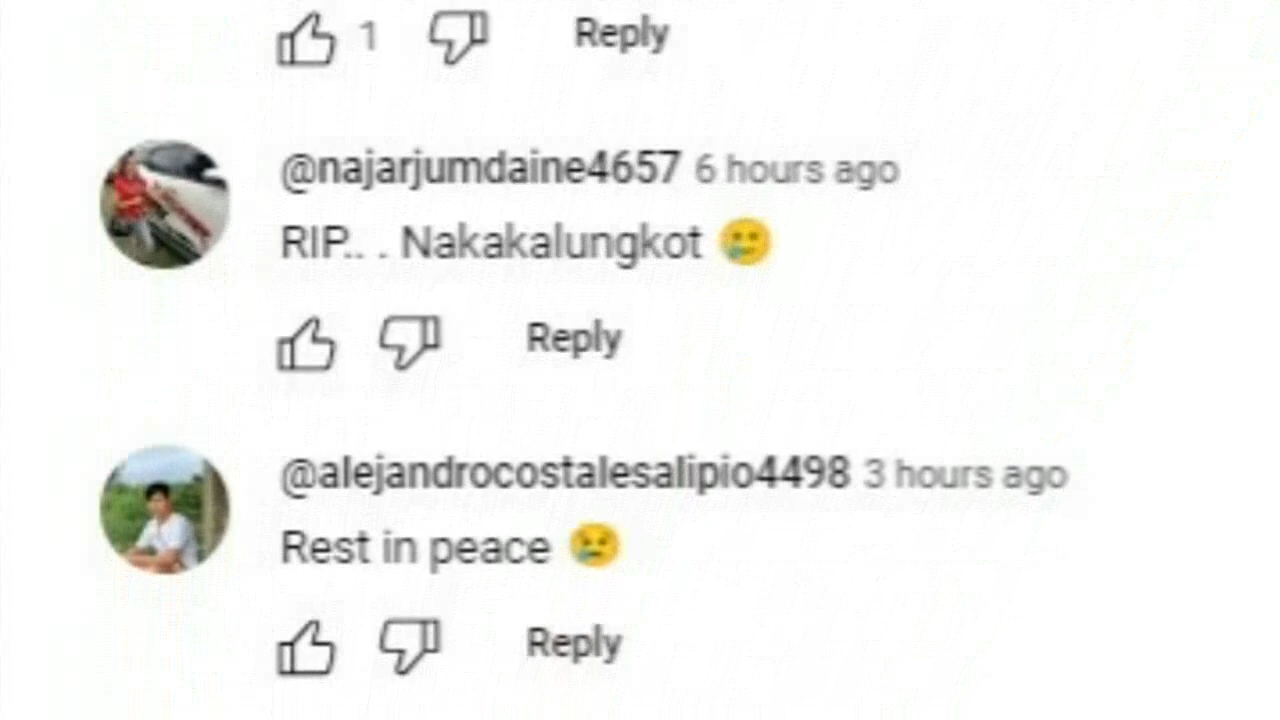 1 Reply
@najarjumdaine4657 6 hours ago
RIP.. . Nakakalungkot 🥲
Reply
@alejandrocostalesalipio4498 3 hours ago
Rest in peace 😢
Reply